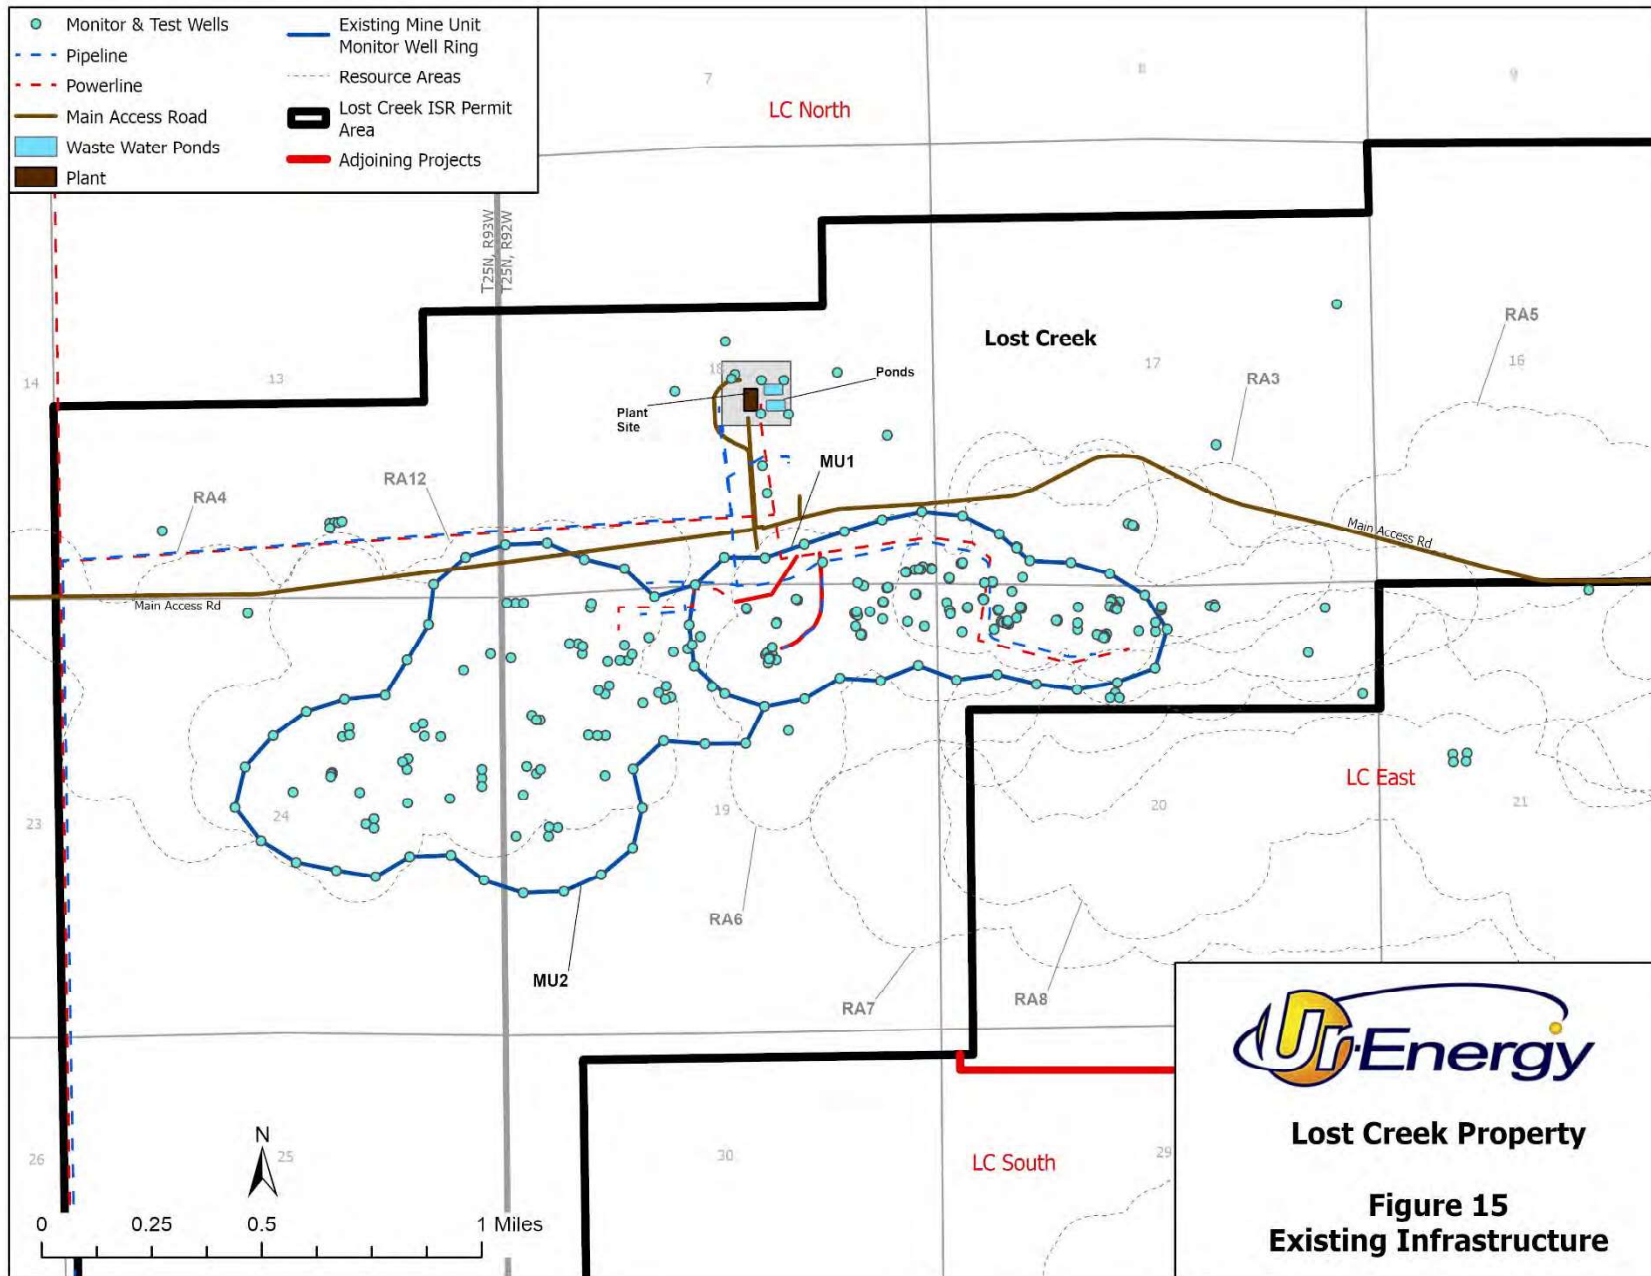 Monitor & Test Wells
Pipeline
Powerline
Main Access Road
Waste Water Ponds
Plant
Existing Mine Unit
Monitor Well Ring
Resource Areas
Lost Creek ISR Permit
Area
Adjoining Projects
7
8
9
LC North
T25N, R93W
T25N, R92W
Lost Creek
RA5
14
13
18
17
16
RA3
Ponds
Plant
Site
MU1
RA12
RA4
Main Access Rd
Main Access Rd
LC East
23
24
19
20
21
RA6
MU2
RA7
RA8
26
25
30
29
LC South
N
0 0.25 0.5 1 Miles
Ur-Energy
Lost Creek Property
Figure 15
Existing Infrastructure